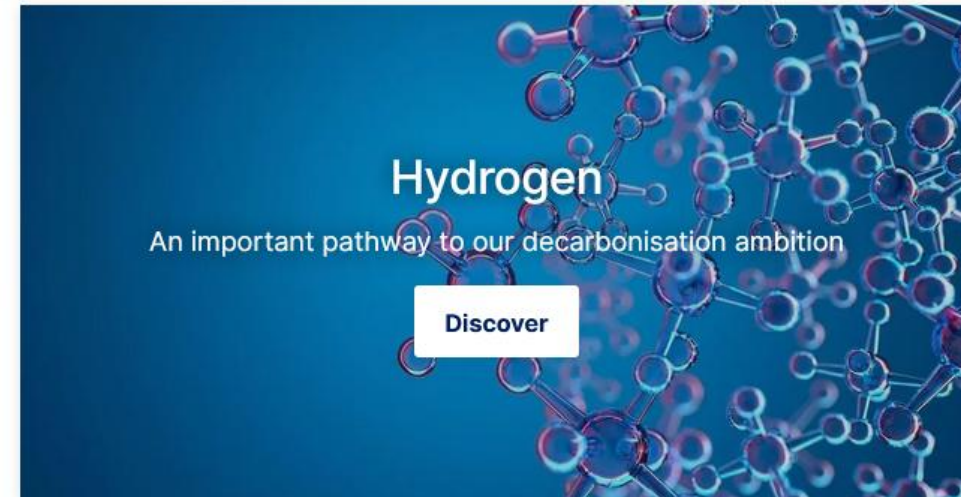 Hydrogen
An important pathway to our decarbonisation ambition
Discover